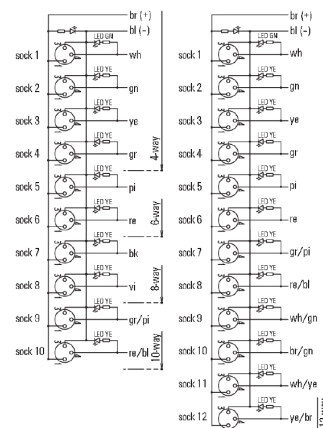 br (+)
bl (−)
LED GN
sock 1 wh
LED YE
sock 2 gn
LED YE
sock 3 ye
LED YE
sock 4 gr
4-way
LED YE
sock 5 pi
LED YE
sock 6 re
6-way
LED YE
sock 7 bk
LED YE
sock 8 vi
8-way
LED YE
sock 9 gr/pi
LED YE
sock 10 re/bl
10-way
br (+)
bl (−)
LED GN
sock 1 wh
LED YE
sock 2 gn
LED YE
sock 3 ye
LED YE
sock 4 gr
LED YE
sock 5 pi
LED YE
sock 6 re
LED YE
sock 7 gr/pi
LED YE
sock 8 re/bl
LED YE
sock 9 wh/gn
LED YE
sock 10 br/gn
LED YE
sock 11 wh/ye
LED YE
sock 12 ye/br
12-way